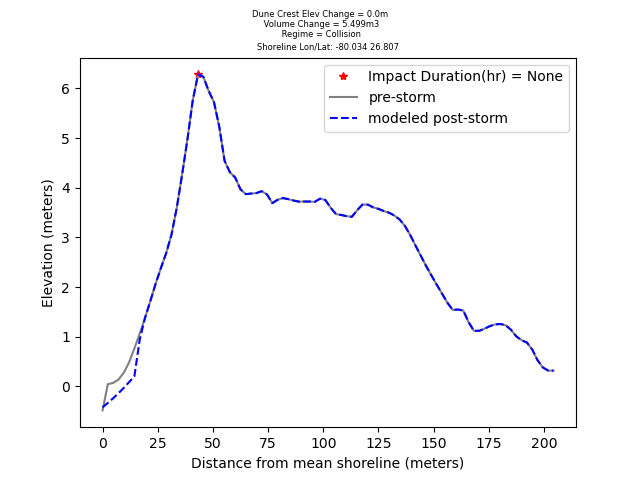 Dune Crest Elev Change = 0.0m
Volume Change = 5.499m3
Regime = Collision
Shoreline Lon/Lat: -80.034 26.807
Impact Duration(hr) = None
pre-storm
modeled post-storm
Elevation (meters)
6
5
4
3
2
1
0
0 25 50 75 100 125 150 175 200
Distance from mean shoreline (meters)